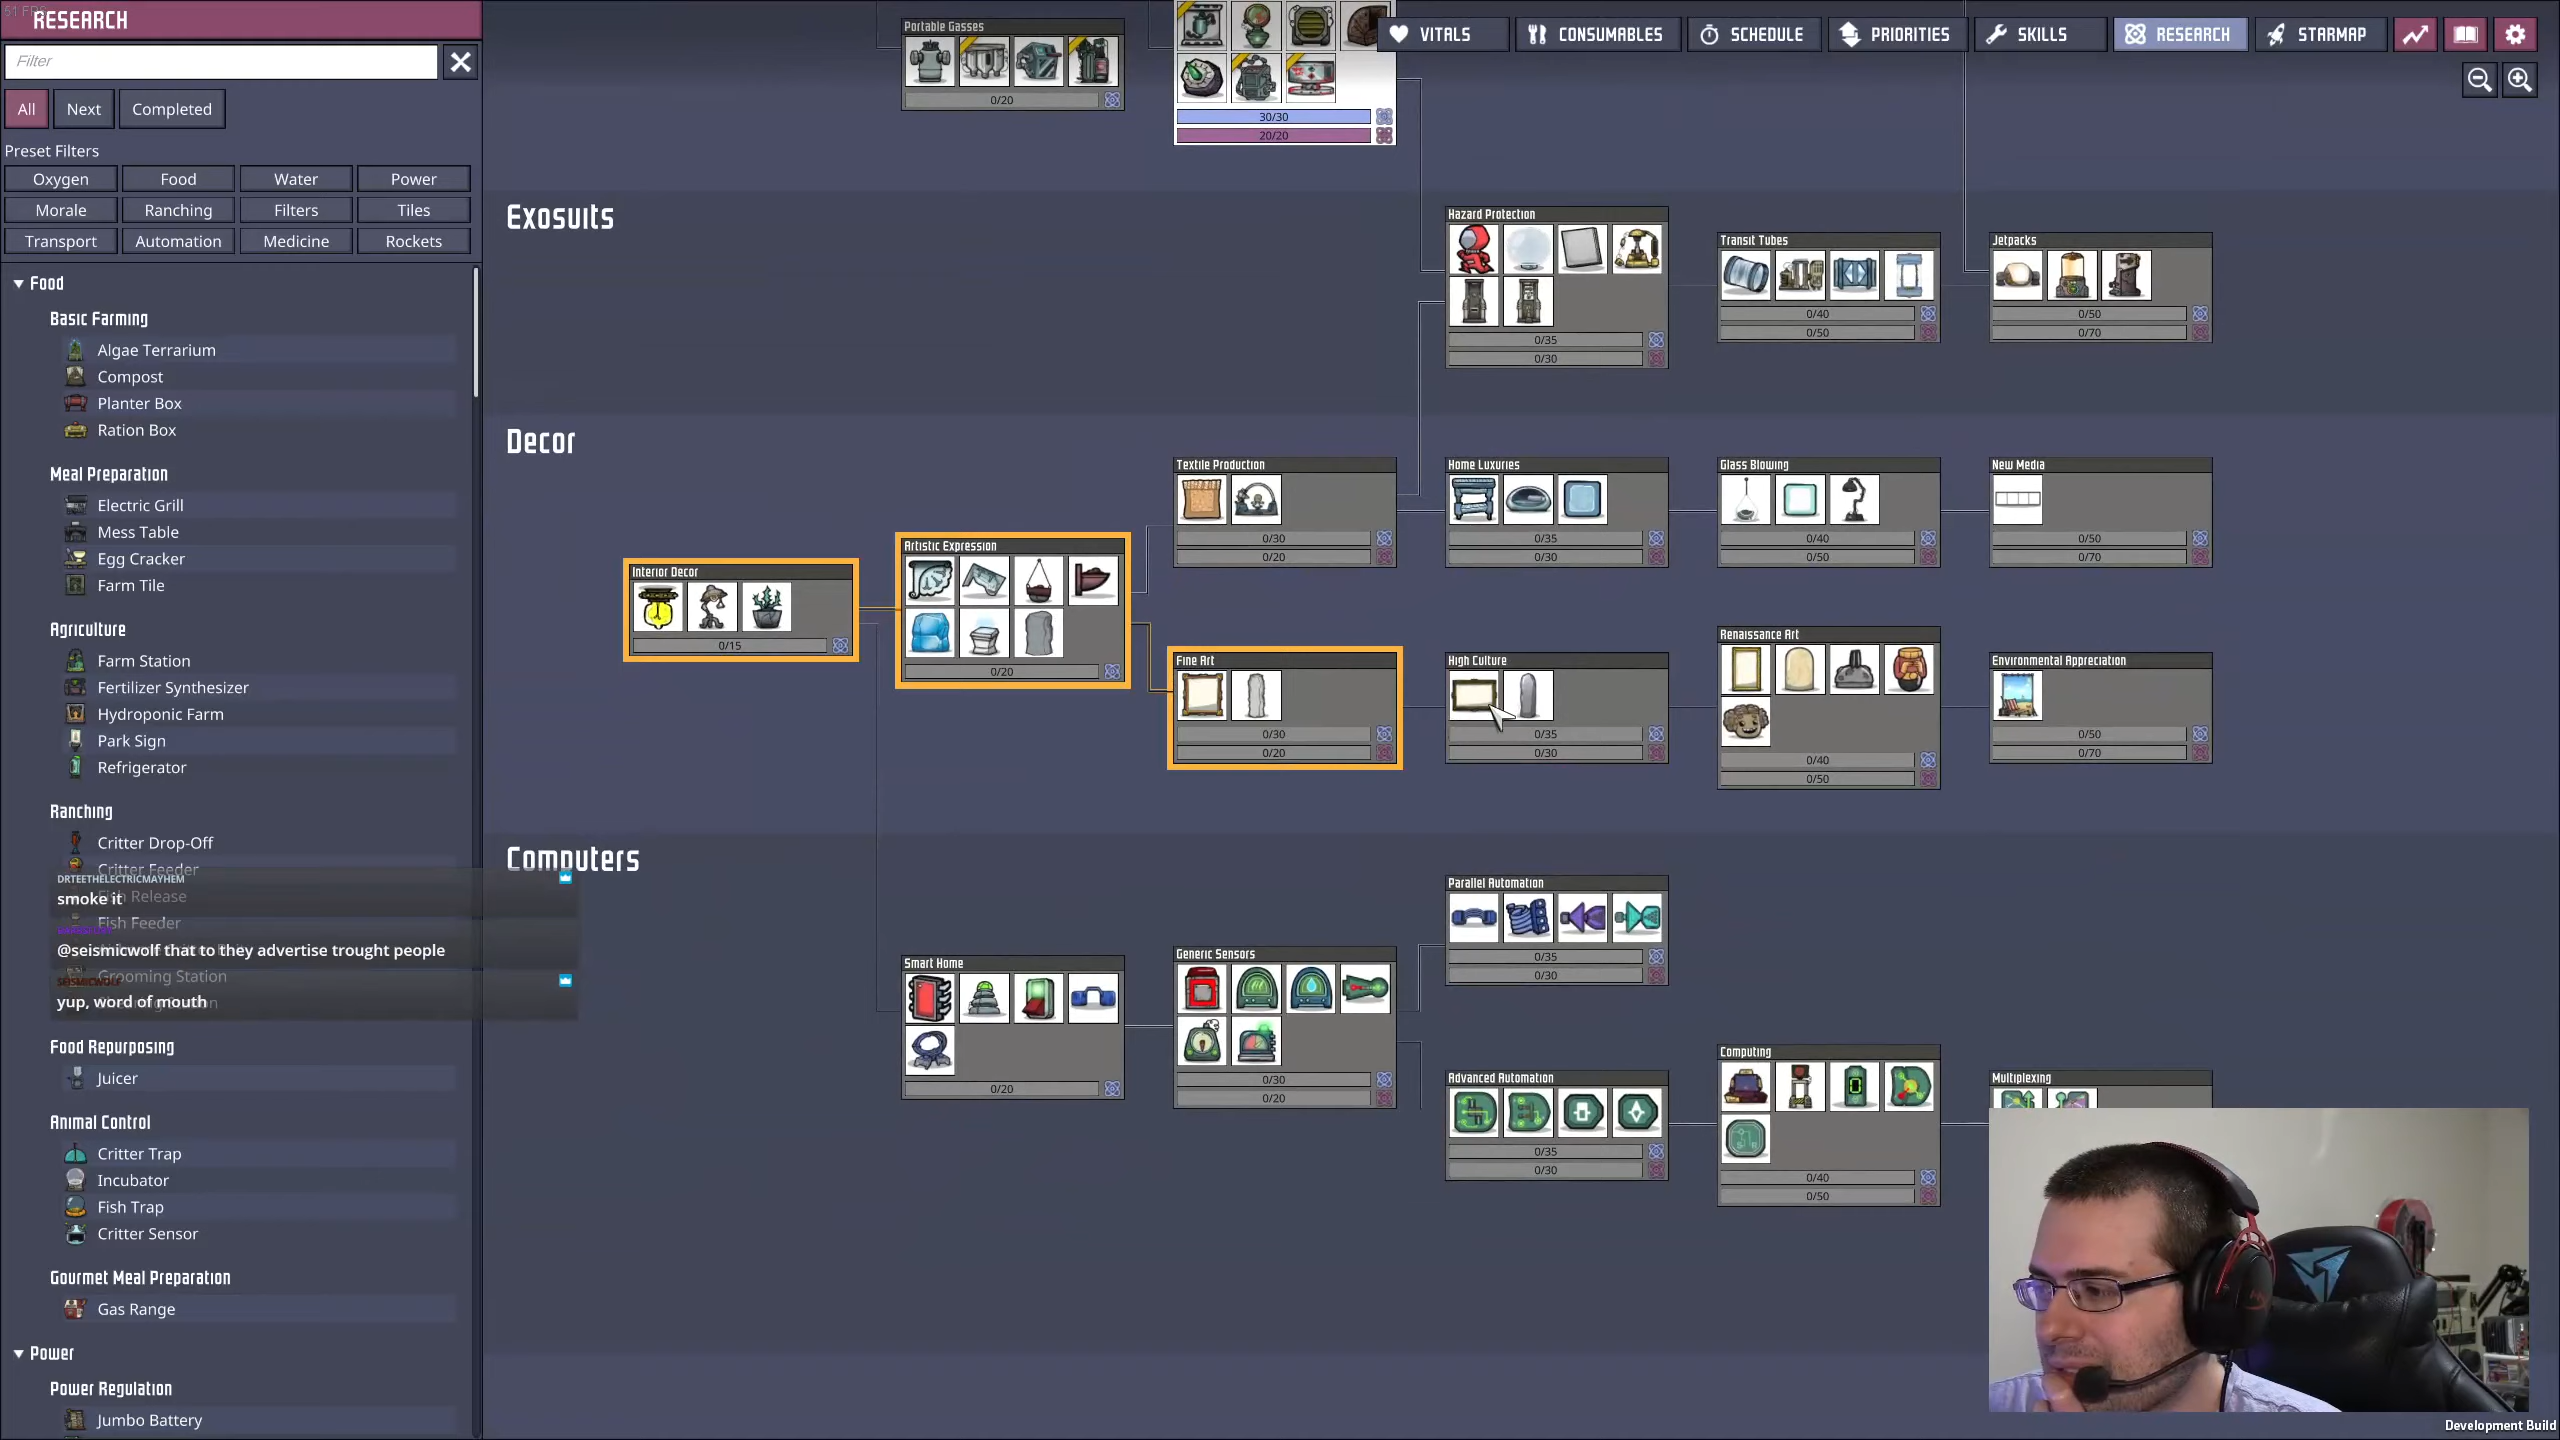 51 FPS
RESEARCH
Filter
All
Next
Completed
Preset Filters
Oxygen
Food
Water
Power
Morale
Ranching
Filters
Tiles
Transport
Automation
Medicine
Rockets
Food
Basic Farming
Algae Terrarium
Compost
Planter Box
Ration Box
Meal Preparation
Electric Grill
Mess Table
Egg Cracker
Farm Tile
Agriculture
Farm Station
Fertilizer Synthesizer
Hydroponic Farm
Park Sign
Refrigerator
Ranching
Critter Drop-Off
Critter Feeder
DRTEETHELECTRICMAYHEM
Fish Release
smoke it
Fish Feeder
@seismicwolf that to they advertise trought people
Grooming Station
SEISMICWOLF
yup, word of mouth
Food Repurposing
Juicer
Animal Control
Critter Trap
Incubator
Fish Trap
Critter Sensor
Gourmet Meal Preparation
Gas Range
Power
Power Regulation
Jumbo Battery
VITALS
CONSUMABLES
SCHEDULE
PRIORITIES
SKILLS
RESEARCH
STARMAP
Portable Gasses
0/20
30/30
20/20
Exosuits
Hazard Protection
0/35
0/30
Transit Tubes
0/40
0/50
Jetpacks
0/50
0/70
Decor
Textile Production
0/30
0/20
Home Luxuries
0/35
0/30
Glass Blowing
0/40
0/50
New Media
0/50
0/70
Interior Decor
0/15
Artistic Expression
0/20
Fine Art
0/30
0/20
High Culture
0/35
0/30
Renaissance Art
0/40
0/50
Environmental Appreciation
0/50
0/70
Computers
Smart Home
0/20
Generic Sensors
0/30
0/20
Parallel Automation
0/35
0/30
Advanced Automation
0/35
0/30
Computing
0/40
0/50
Multiplexing
Development Build